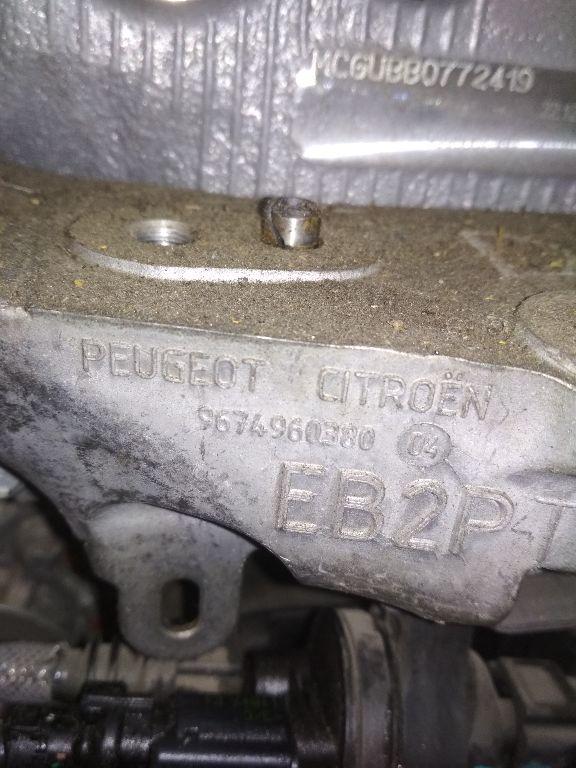 MCGUBB0772419
PEUGEOT CITROËN
9674960380 04
EB2PT